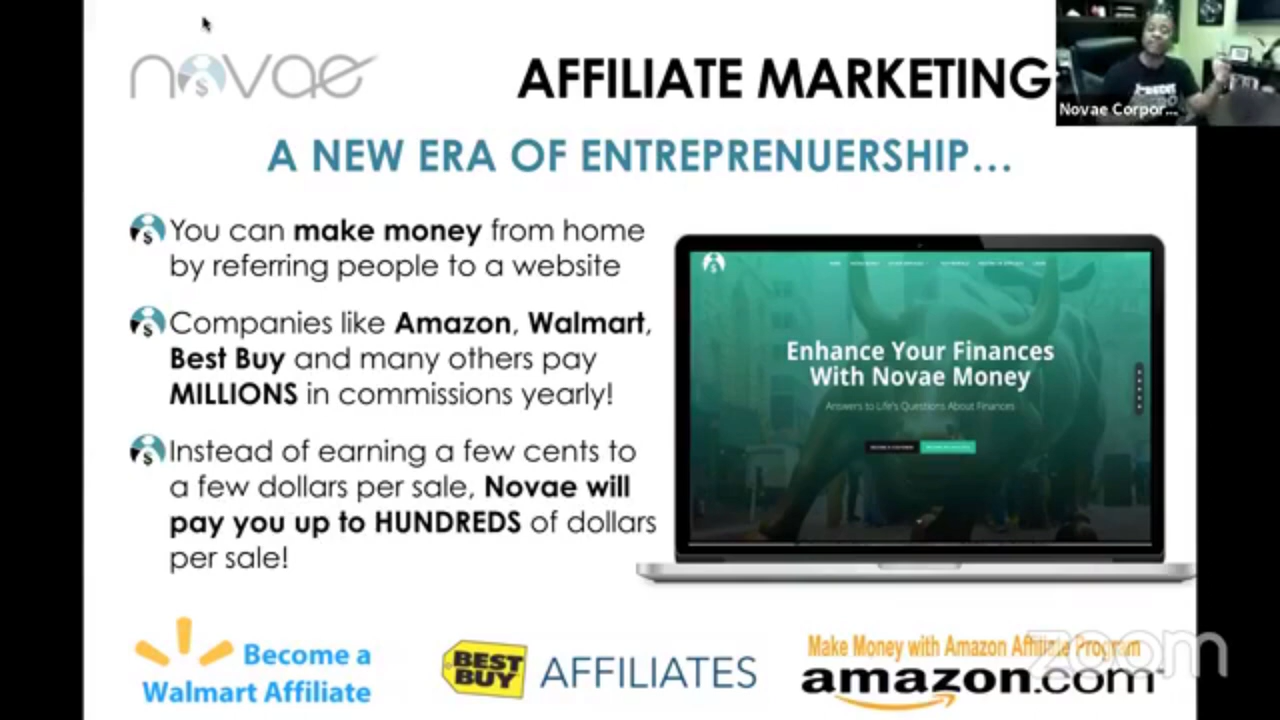 novae
AFFILIATE MARKETING
Novae Corpor...
A NEW ERA OF ENTREPRENUERSHIP...
You can make money from home
by referring people to a website
Companies like Amazon, Walmart,
Best Buy and many others pay
MILLIONS in commissions yearly!
Instead of earning a few cents to
a few dollars per sale, Novae will
pay you up to HUNDREDS of dollars
per sale!
Enhance Your Finances
With Novae Money
Answers to Life's Questions About Finances
Become a
Walmart Affiliate
BEST
BUY
AFFILIATES
Make Money with Amazon Affiliate Program
amazon.com
zoom